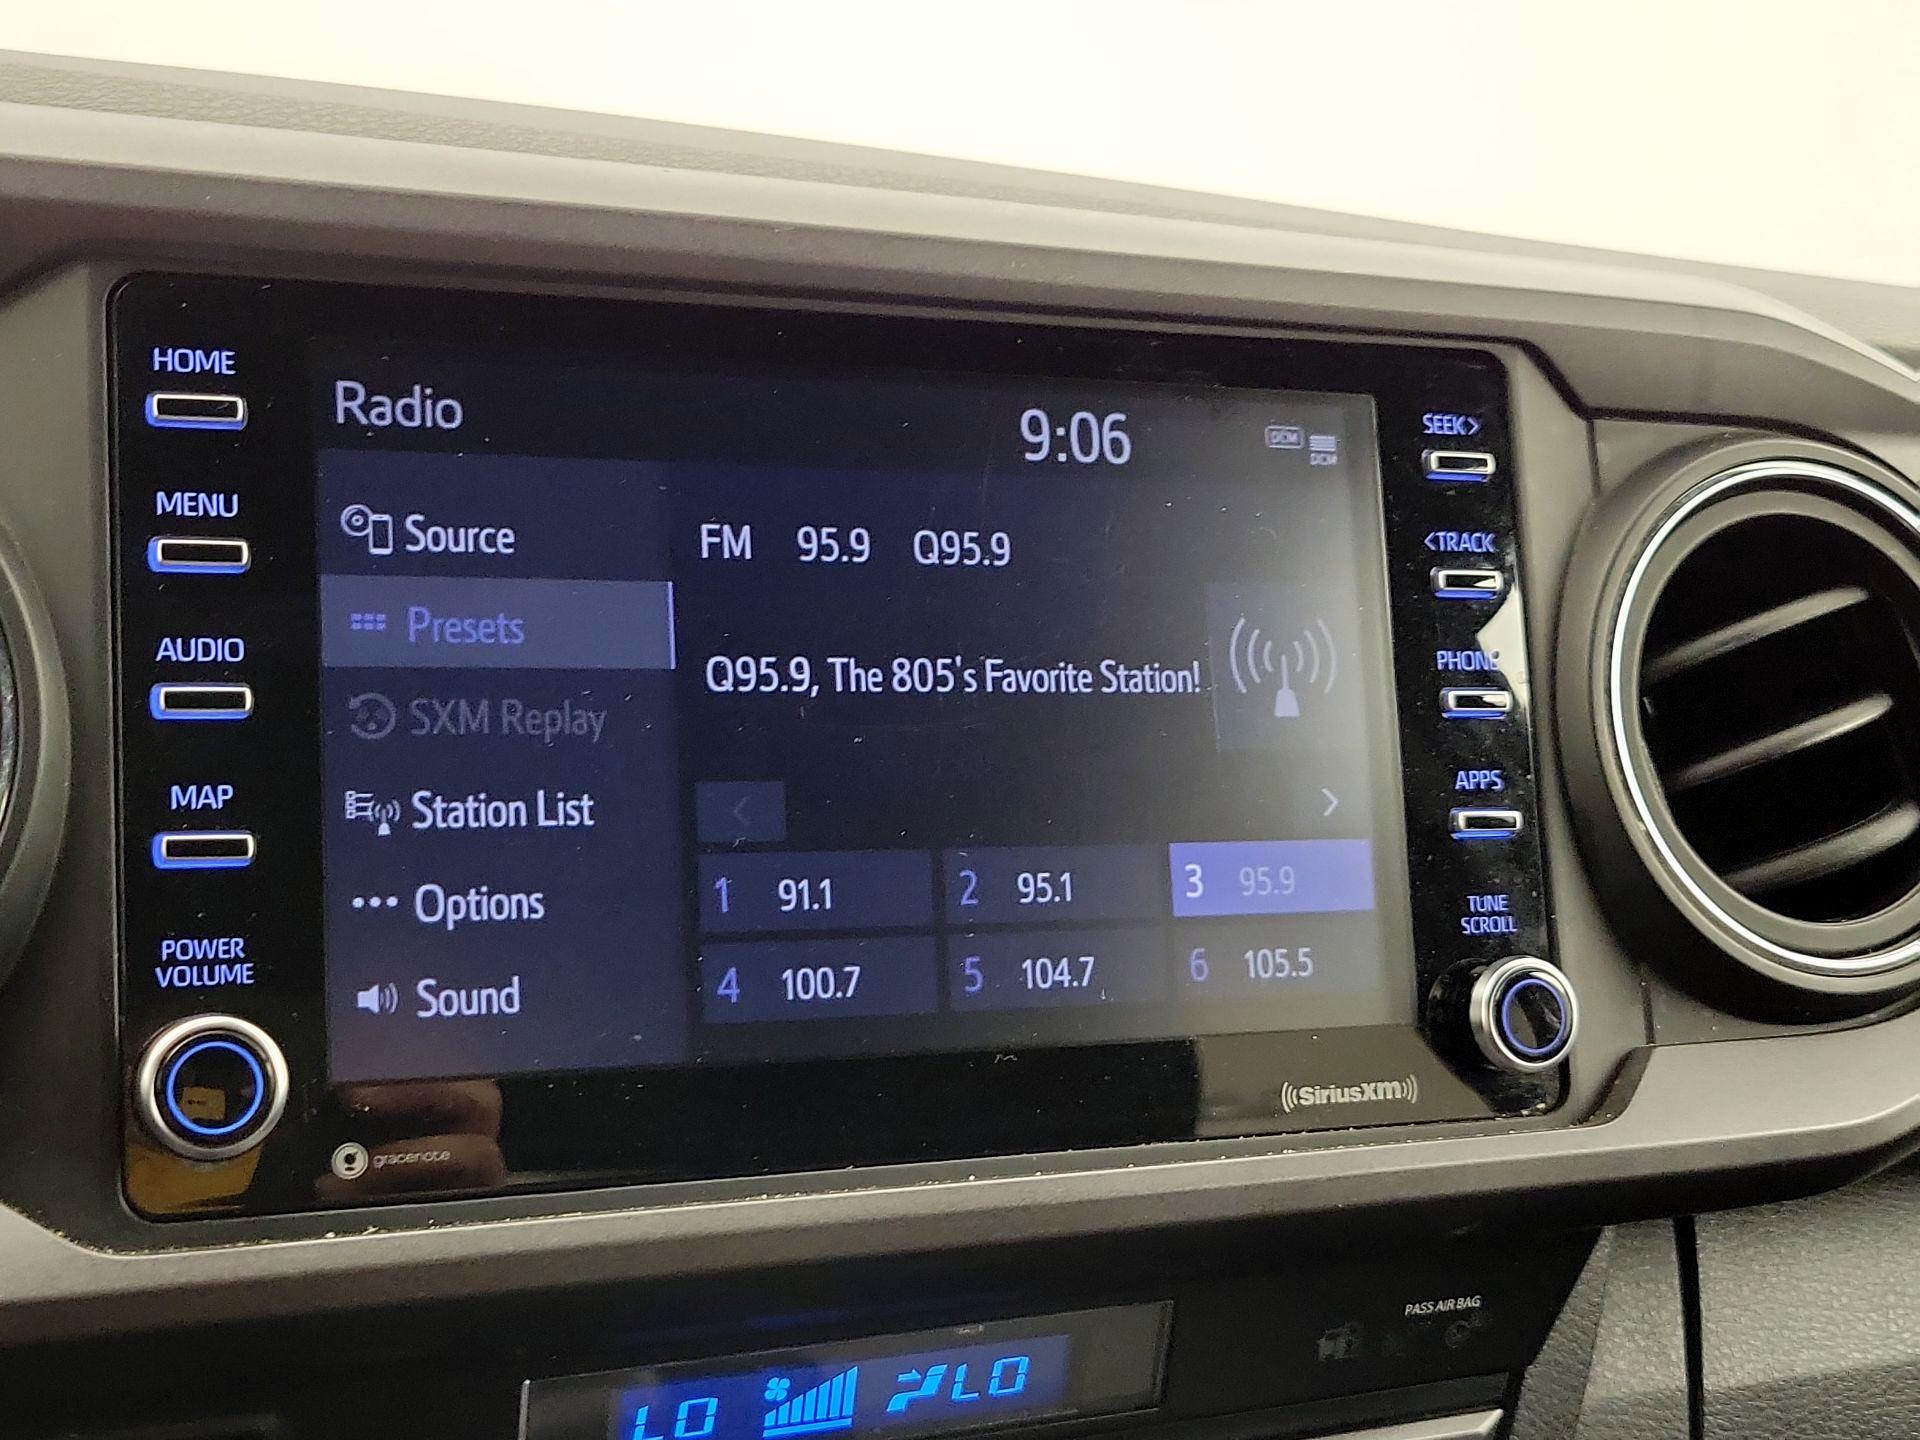 HOME
MENU
AUDIO
MAP
POWER
VOLUME
Radio
9:06
DCM
DCM
Source
Presets
SXM Replay
Station List
Options
Sound
FM 95.9 Q95.9
Q95.9, The 805's Favorite Station!
<
>
1 91.1 2 95.1 3 95.9
4 100.7 5 104.7 6 105.5
SEEK>
<TRACK
PHONE
APPS
TUNE
SCROLL
gracenote
((SiriusXM))
PASS AIR BAG
LO LO